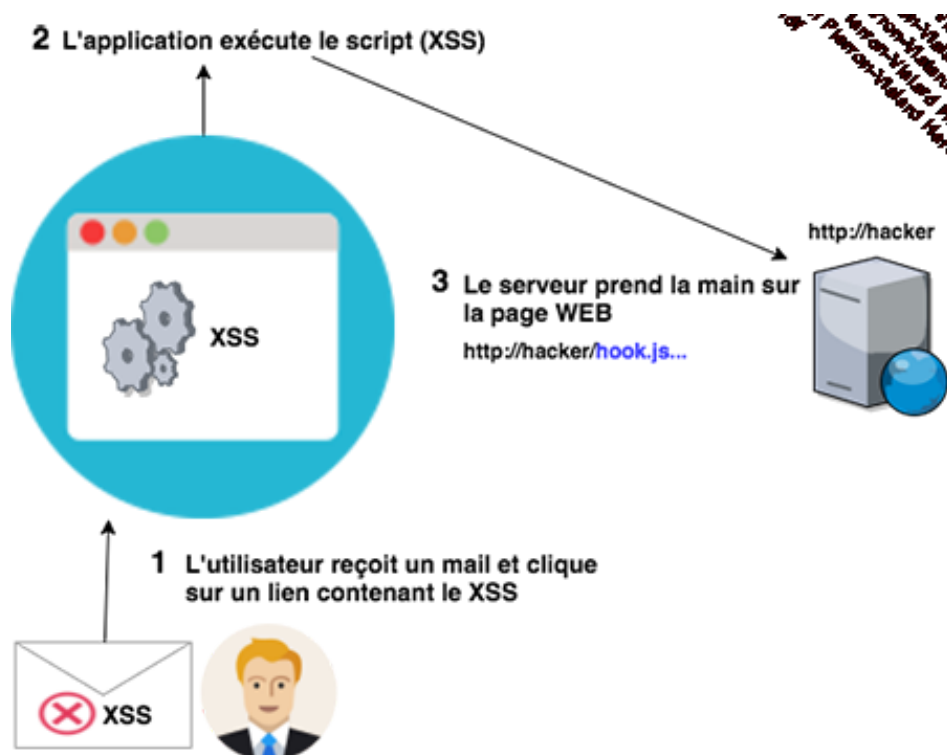 2 L'application exécute le script (XSS)
http://hacker
XSS
3 Le serveur prend la main sur
la page WEB
http://hacker/hook.js...
1 L'utilisateur reçoit un mail et clique
sur un lien contenant le XSS
XSS